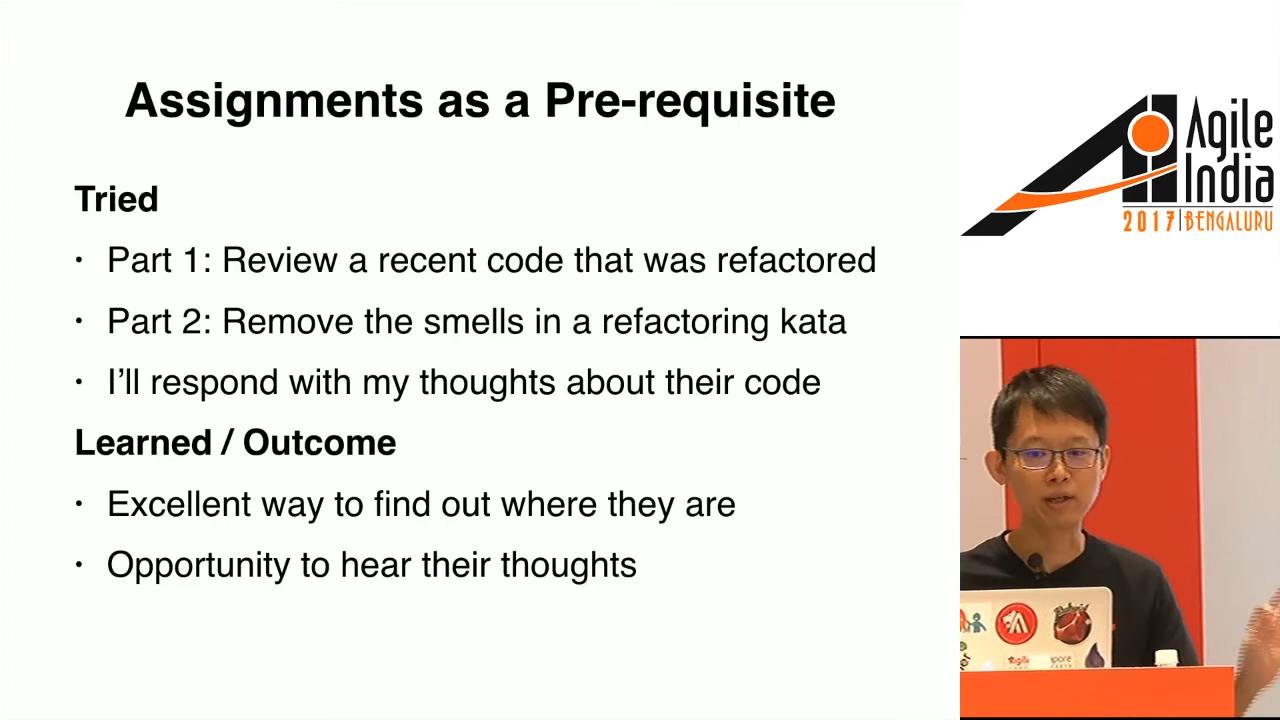 Assignments as a Pre-requisite
Tried
• Part 1: Review a recent code that was refactored
• Part 2: Remove the smells in a refactoring kata
• I’ll respond with my thoughts about their code
Learned / Outcome
• Excellent way to find out where they are
• Opportunity to hear their thoughts
Agile
India
2017 | BENGALURU